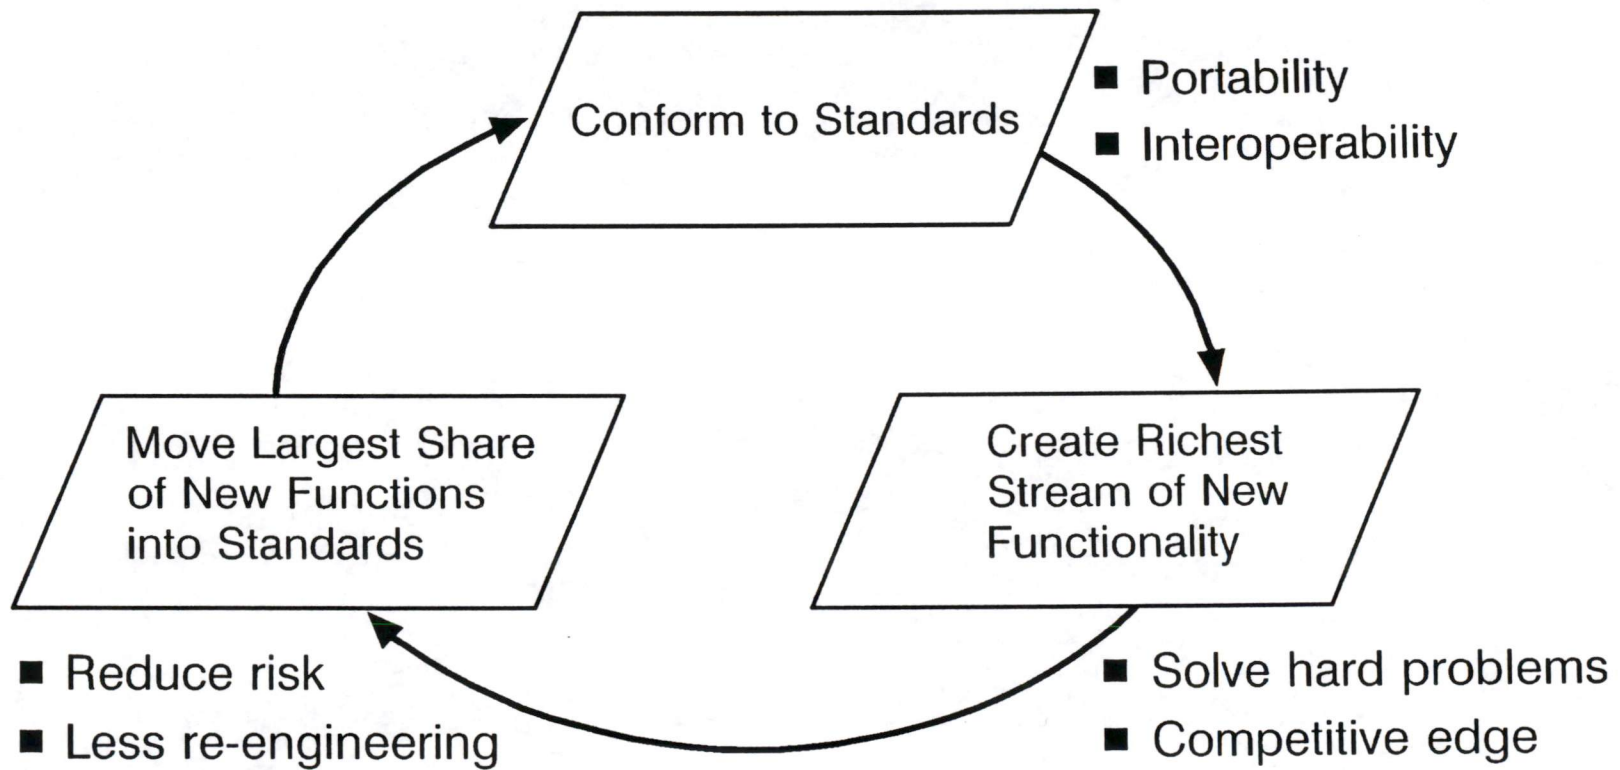 Conform to Standards
■ Portability
■ Interoperability
Move Largest Share
of New Functions
into Standards
Create Richest
Stream of New
Functionality
■ Reduce risk
■ Less re-engineering
■ Solve hard problems
■ Competitive edge